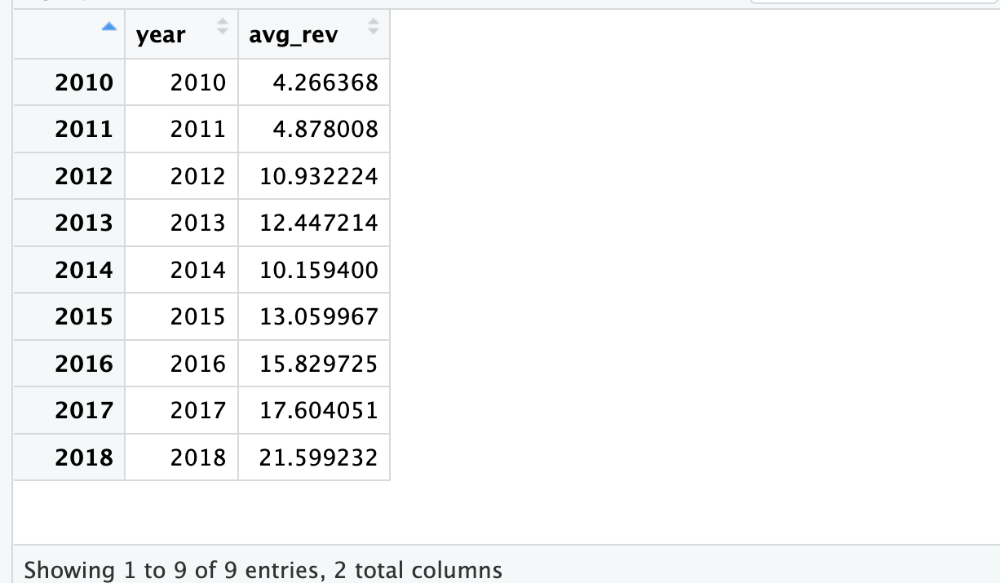 year avg_rev
2010 2010 4.266368
2011 2011 4.878008
2012 2012 10.932224
2013 2013 12.447214
2014 2014 10.159400
2015 2015 13.059967
2016 2016 15.829725
2017 2017 17.604051
2018 2018 21.599232
Showing 1 to 9 of 9 entries, 2 total columns